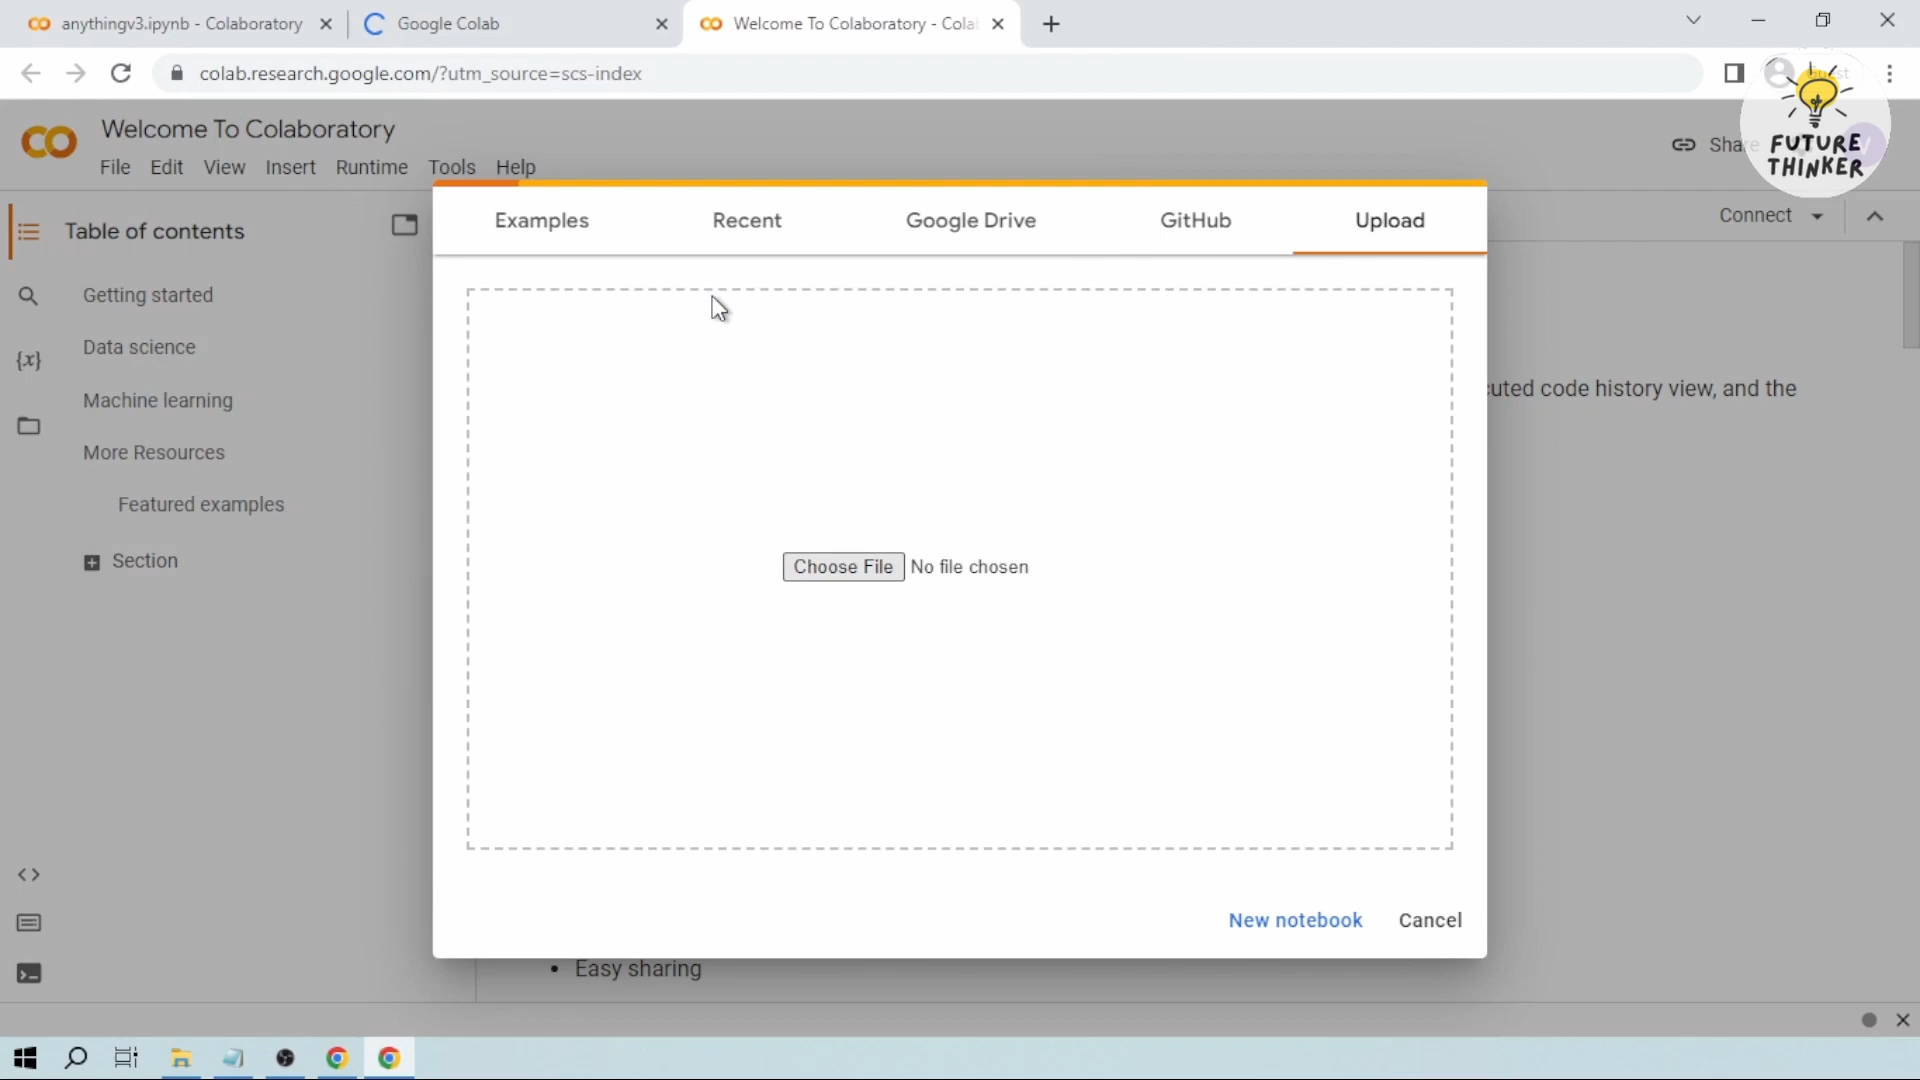 anythingv3.ipynb - Colaboratory
Google Colab
Welcome To Colaboratory - Cola
colab.research.google.com/?utm_source=scs-index
Guest
Welcome To Colaboratory
File Edit View Insert Runtime Tools Help
Share
FUTURE
THINKER
Table of contents
Examples Recent Google Drive GitHub Upload
Connect
Getting started
Data science
Machine learning
cuted code history view, and the
More Resources
Featured examples
Section
Choose File No file chosen
New notebook Cancel
• Easy sharing